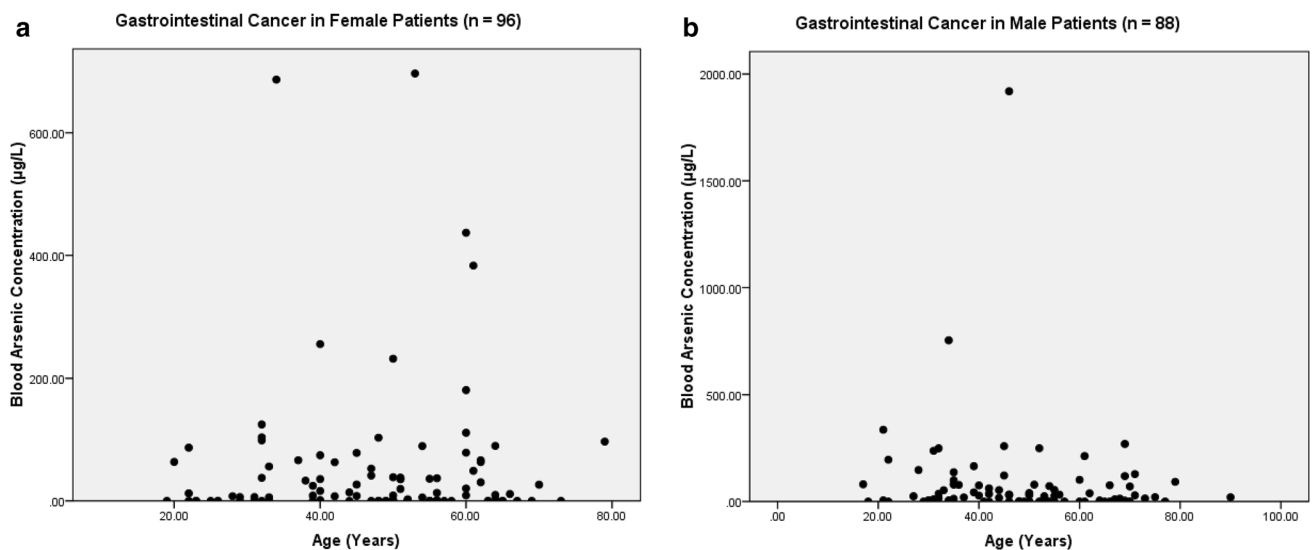 a
Gastrointestinal Cancer in Female Patients (n = 96)
Blood Arsenic Concentration (µg/L)
600.00
400.00
200.00
.00
20.00 40.00 60.00 80.00
Age (Years)
b
Gastrointestinal Cancer in Male Patients (n = 88)
Blood Arsenic Concentration (µg/L)
2000.00
1500.00
1000.00
500.00
.00
.00 20.00 40.00 60.00 80.00 100.00
Age (Years)